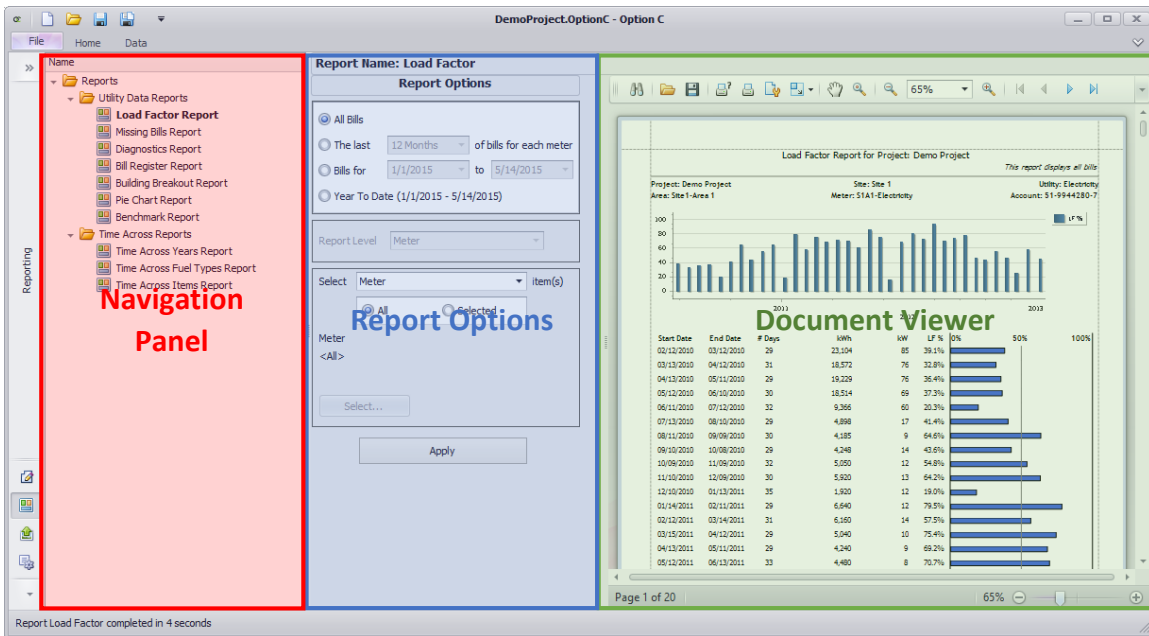 DemoProject.OptionC - Option C
File Home Data
Name
Reports
Utility Data Reports
Load Factor Report
Missing Bills Report
Diagnostics Report
Bill Register Report
Building Breakout Report
Pie Chart Report
Benchmark Report
Time Across Reports
Time Across Years Report
Time Across Fuel Types Report
Time Across Items Report
Reporting
Navigation
Panel
Report Name: Load Factor
Report Options
All Bills
The last 12 Months of bills for each meter
Bills for 1/1/2015 to 5/14/2015
Year To Date (1/1/2015 - 5/14/2015)
Report Level Meter
Select Meter item(s)
All Selected
Report Options
Meter
<All>
Select...
Apply
65%
Load Factor Report for Project: Demo Project
This report displays all bills
Project: Demo Project Site: Site 1 Utility: Electricity
Area: Site1-Area 1 Meter: S1A1-Electricity Account: 51-9944280-7
LF %
100
80
60
40
20
0
2011 2012 2013
Document Viewer
Start Date End Date # Days kWh kW LF % 0% 50% 100%
02/12/2010 03/12/2010 29 23,104 85 39.1%
03/13/2010 04/12/2010 31 18,572 76 32.8%
04/13/2010 05/11/2010 29 19,229 76 36.4%
05/12/2010 06/10/2010 30 18,514 69 37.3%
06/11/2010 07/12/2010 32 9,366 60 20.3%
07/13/2010 08/10/2010 29 4,898 17 41.4%
08/11/2010 09/09/2010 30 4,185 9 64.6%
09/10/2010 10/08/2010 29 4,248 14 43.6%
10/09/2010 11/09/2010 32 5,050 12 54.8%
11/10/2010 12/09/2010 30 5,920 13 64.2%
12/10/2010 01/13/2011 35 1,920 12 19.0%
01/14/2011 02/11/2011 29 6,640 12 79.5%
02/12/2011 03/14/2011 31 6,160 14 57.5%
03/15/2011 04/12/2011 29 5,040 10 75.4%
04/13/2011 05/11/2011 29 4,240 9 69.2%
05/12/2011 06/13/2011 33 4,480 8 70.7%
Page 1 of 20 65%
Report Load Factor completed in 4 seconds